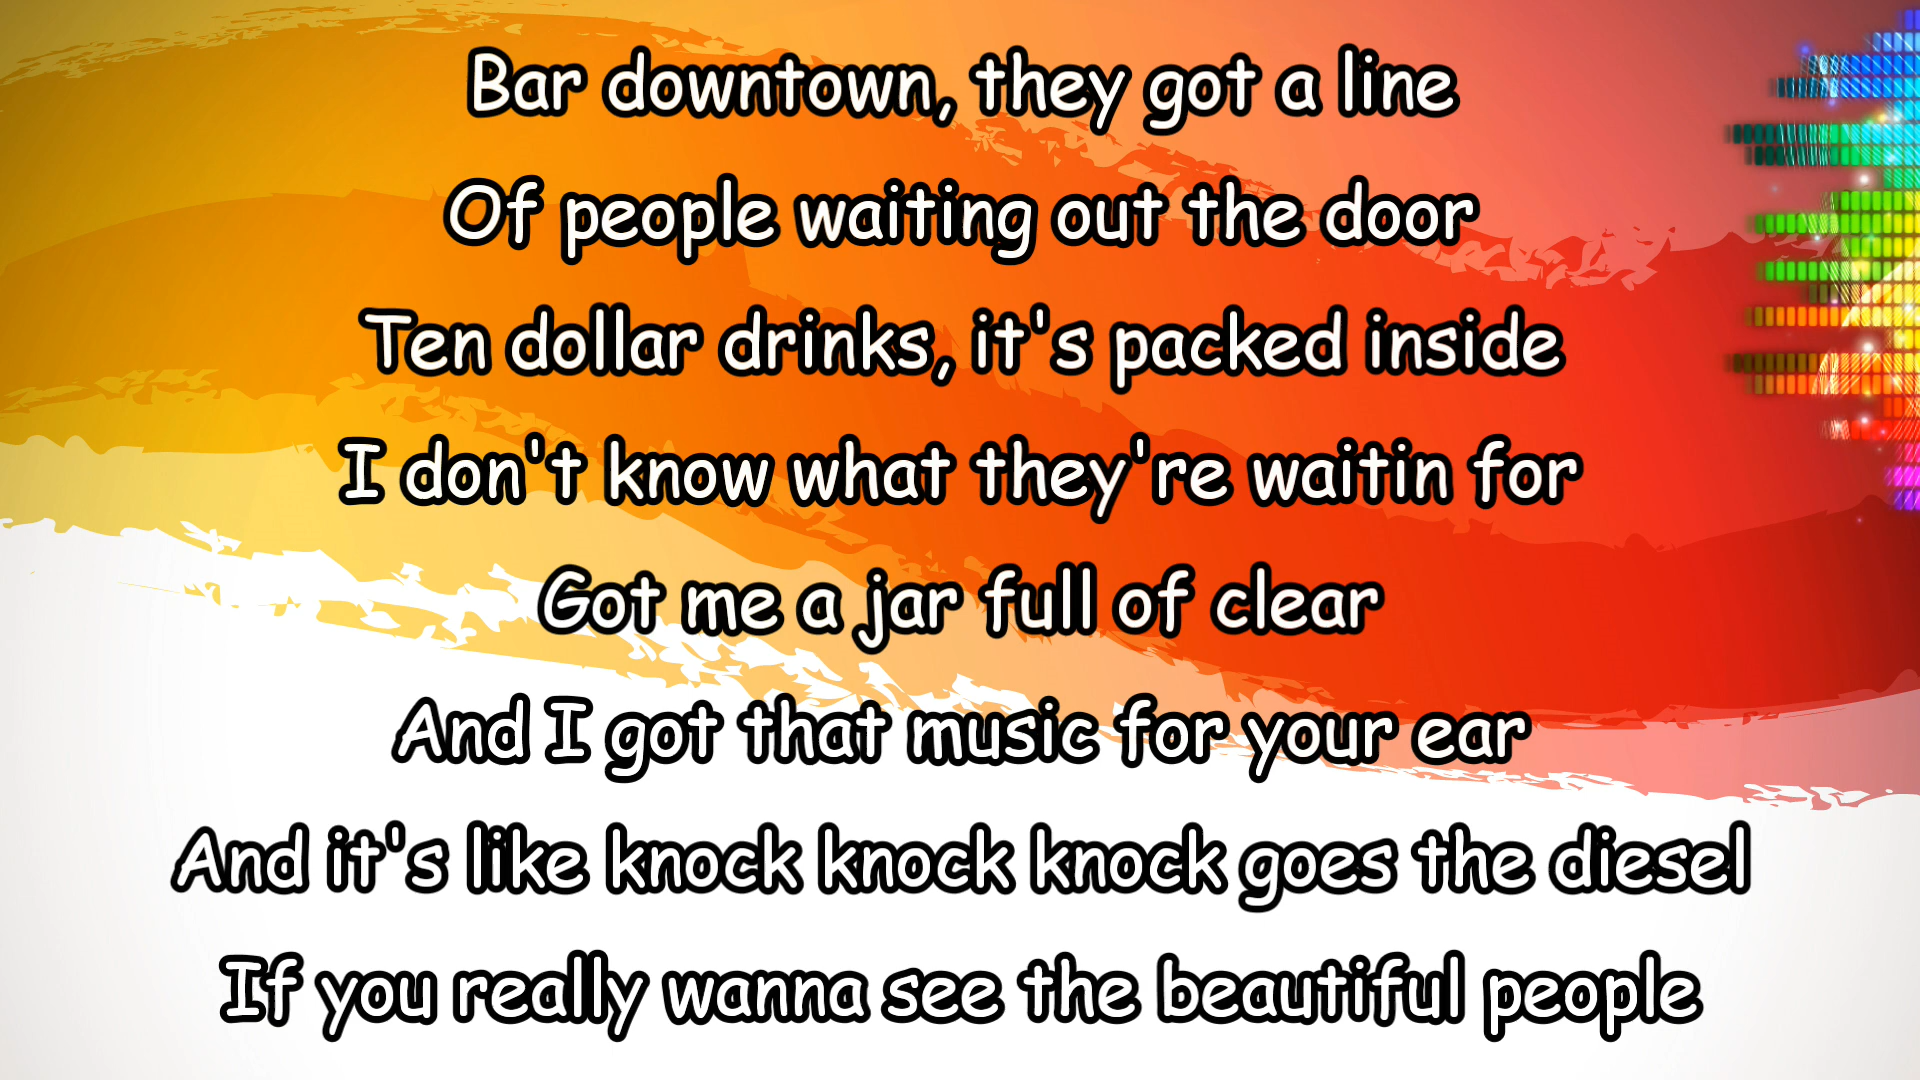 Bar downtown, they got a line
Of people waiting out the door
Ten dollar drinks, it's packed inside
I don't know what they're waitin for
Got me a jar full of clear
And I got that music for your ear
And it's like knock knock knock goes the diesel
If you really wanna see the beautiful people